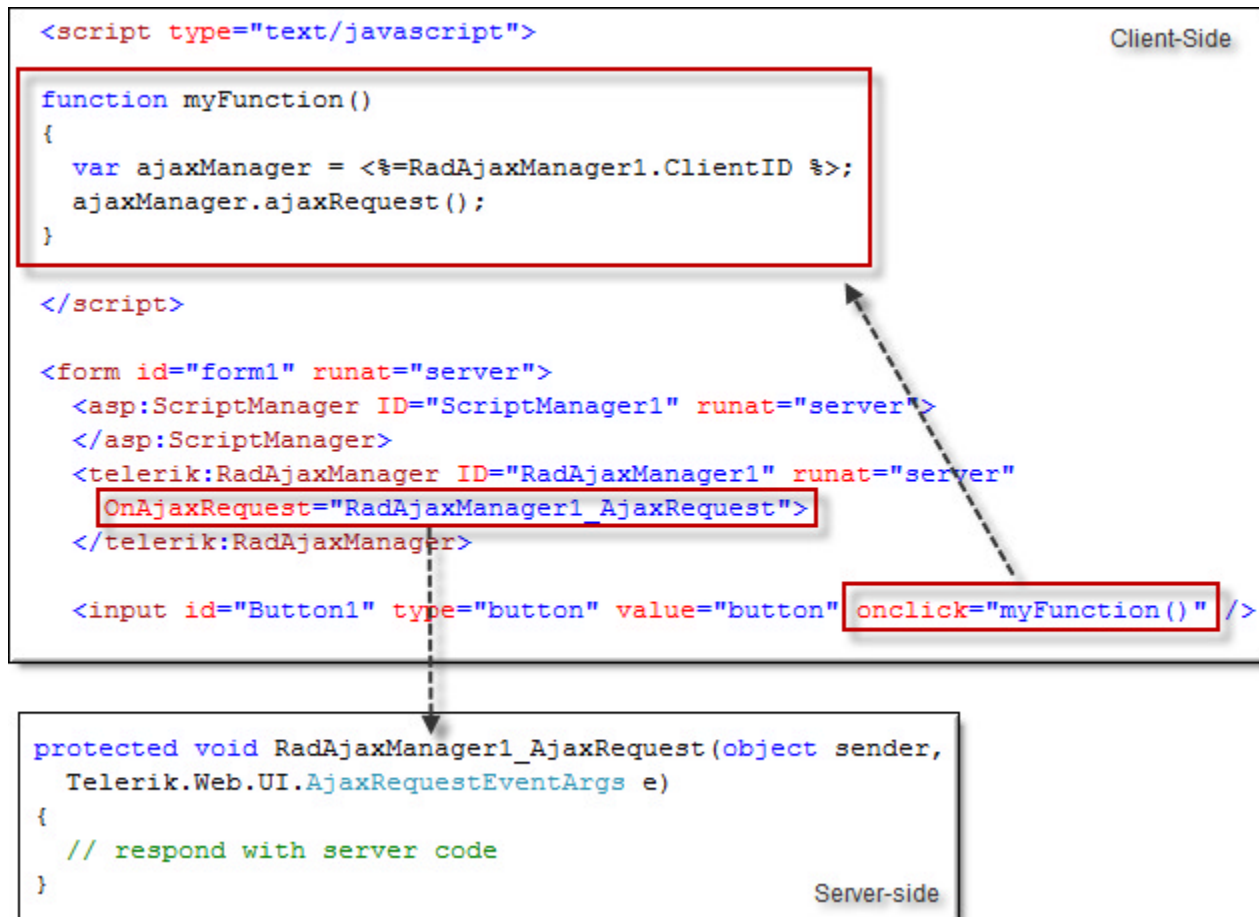 <script type="text/javascript">
Client-Side
function myFunction()
{
var ajaxManager = <%=RadAjaxManager1.ClientID %>;
ajaxManager.ajaxRequest();
}
</script>
<form id="form1" runat="server">
<asp:ScriptManager ID="ScriptManager1" runat="server">
</asp:ScriptManager>
<telerik:RadAjaxManager ID="RadAjaxManager1" runat="server"
OnAjaxRequest="RadAjaxManager1_AjaxRequest">
</telerik:RadAjaxManager>
<input id="Button1" type="button" value="button" onclick="myFunction()" />
protected void RadAjaxManager1_AjaxRequest(object sender,
Telerik.Web.UI.AjaxRequestEventArgs e)
{
// respond with server code
}
Server-side